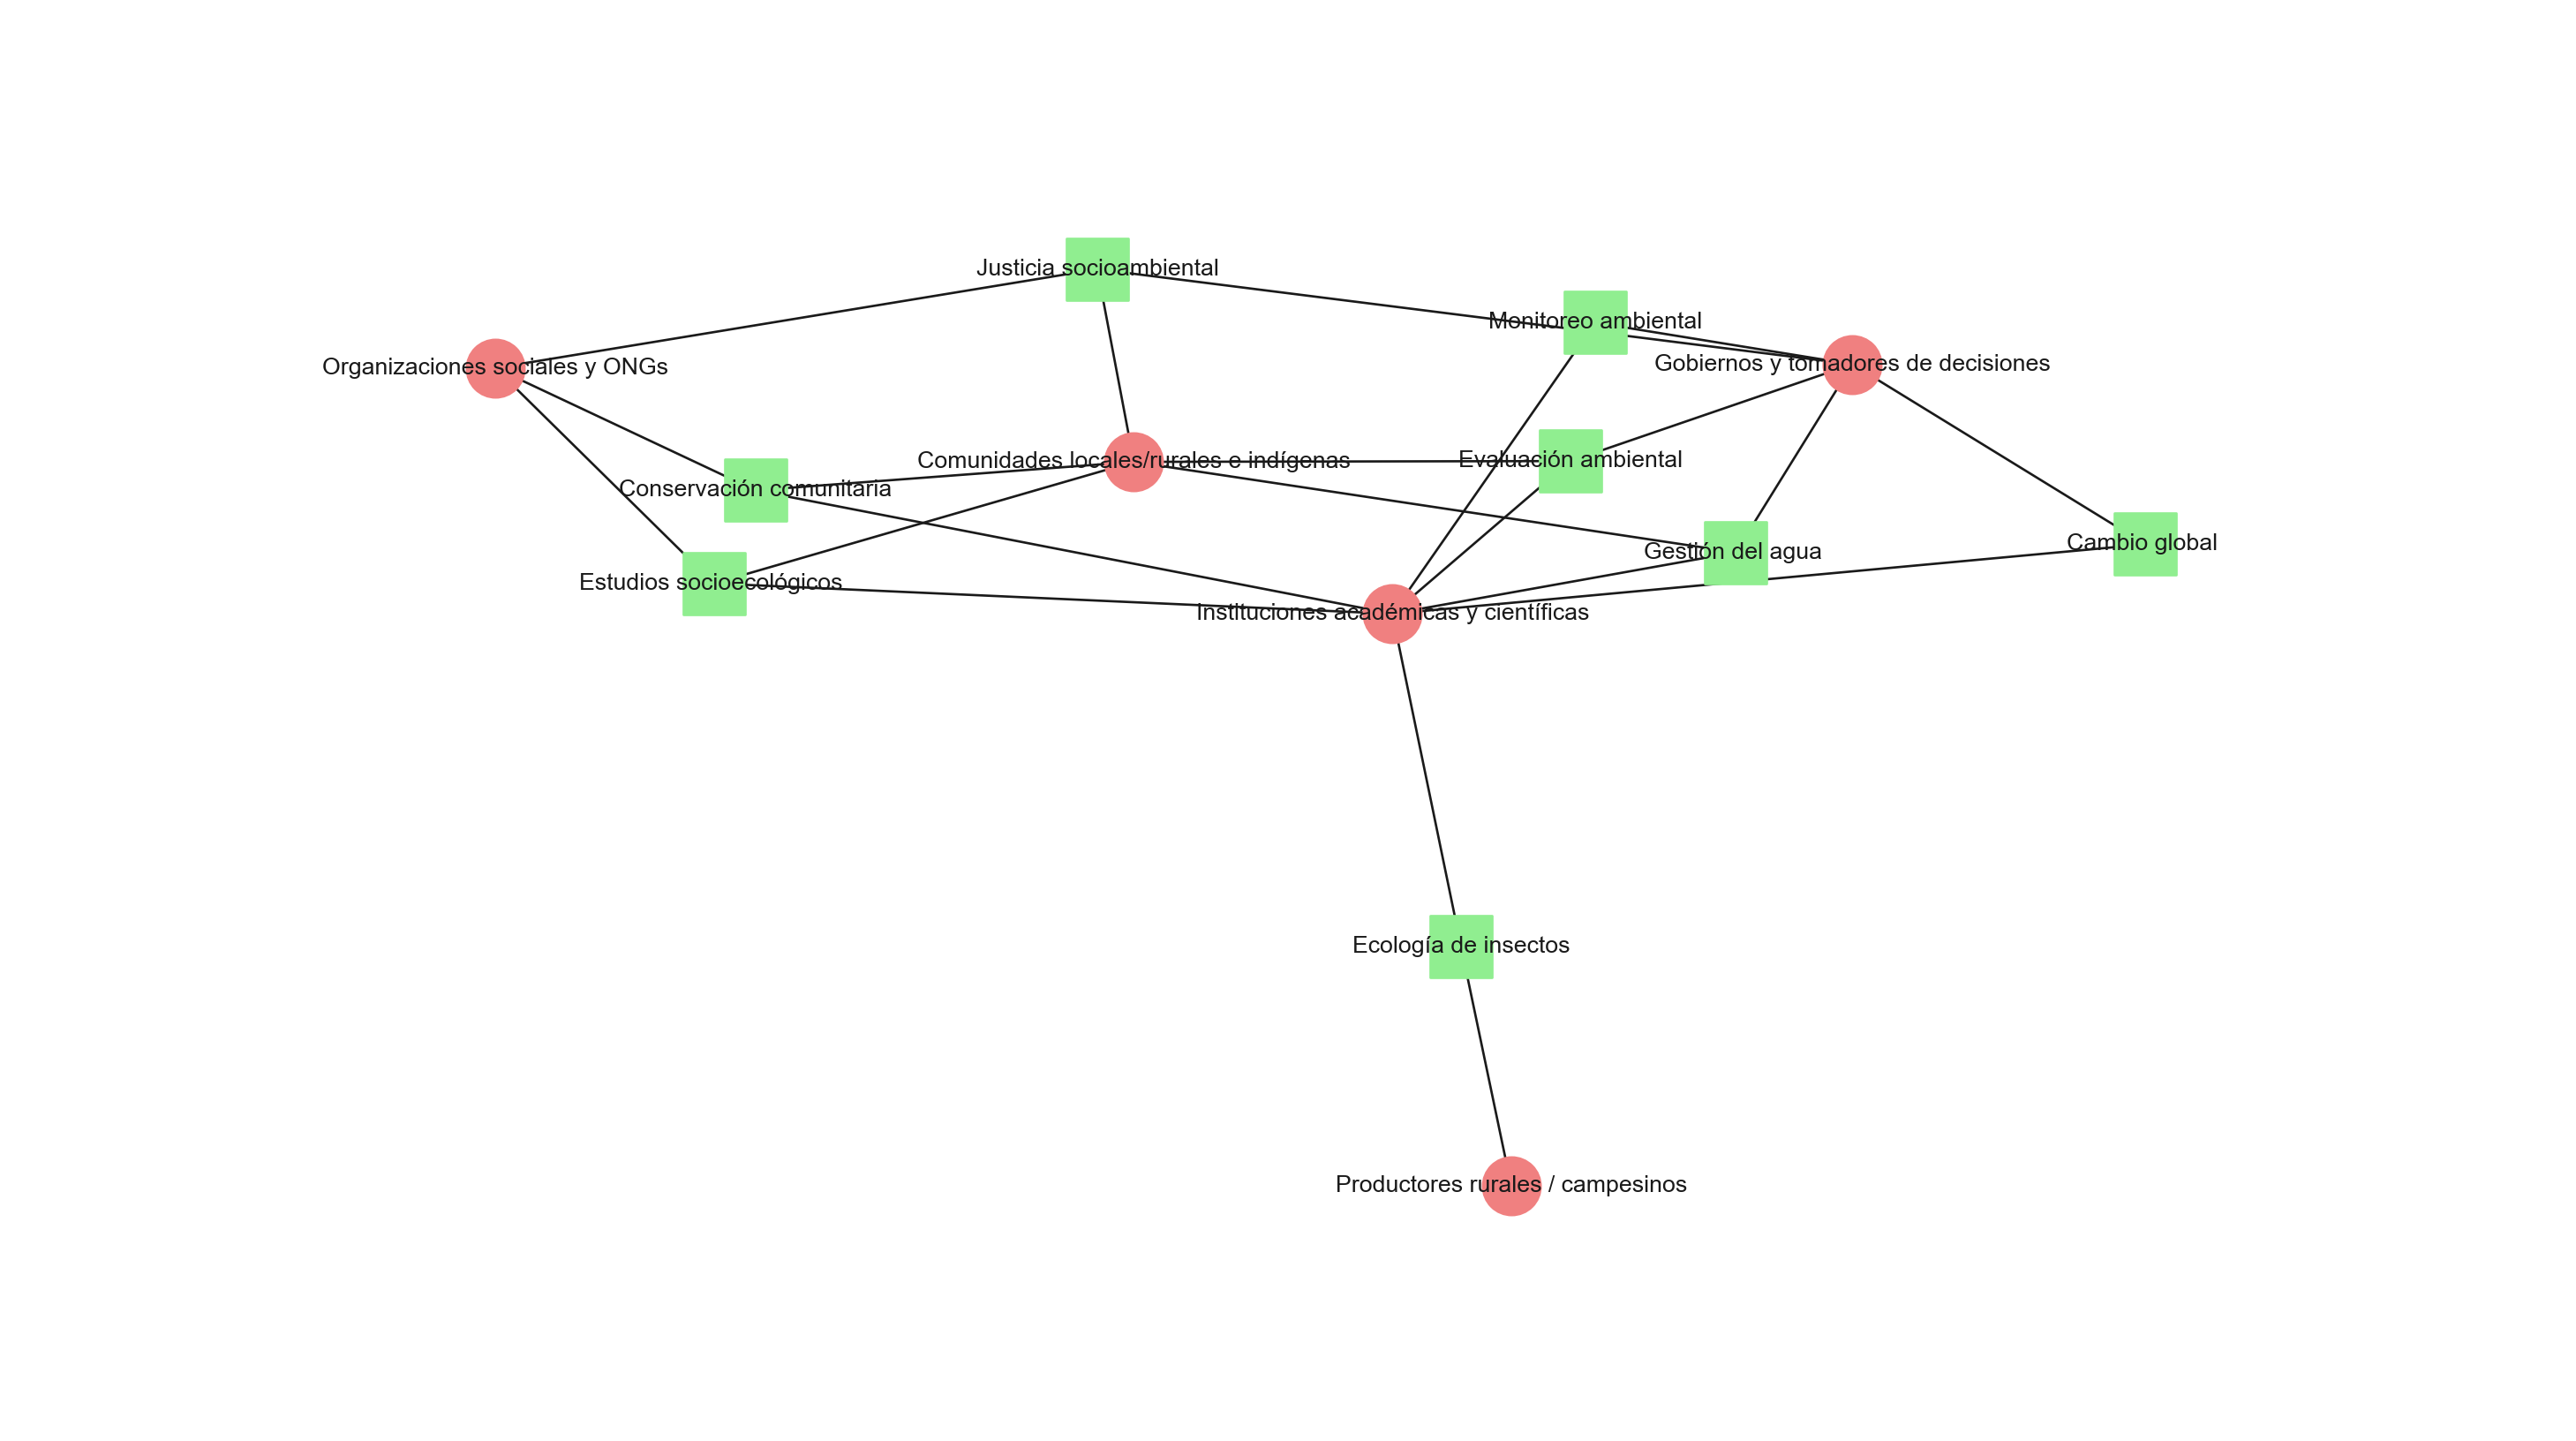 Justicia socioambiental
Monitoreo ambiental
Organizaciones sociales y ONGs
Gobiernos y tomadores de decisiones
Comunidades locales/rurales e indígenas
Evaluación ambiental
Conservación comunitaria
Gestión del agua
Cambio global
Estudios socioecológicos
Instituciones académicas y científicas
Ecología de insectos
Productores rurales / campesinos